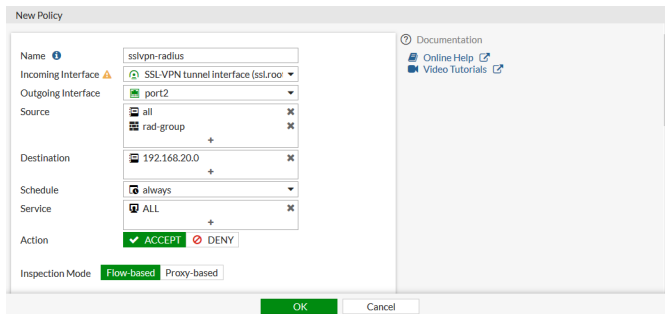 New Policy
Name
sslvpn-radius
Incoming Interface
SSL-VPN tunnel interface (ssl.roo
Outgoing Interface
port2
Source
all
rad-group
+
Destination
192.168.20.0
+
Schedule
always
Service
ALL
+
Action
ACCEPT
DENY
Inspection Mode
Flow-based
Proxy-based
OK
Cancel
Documentation
Online Help
Video Tutorials